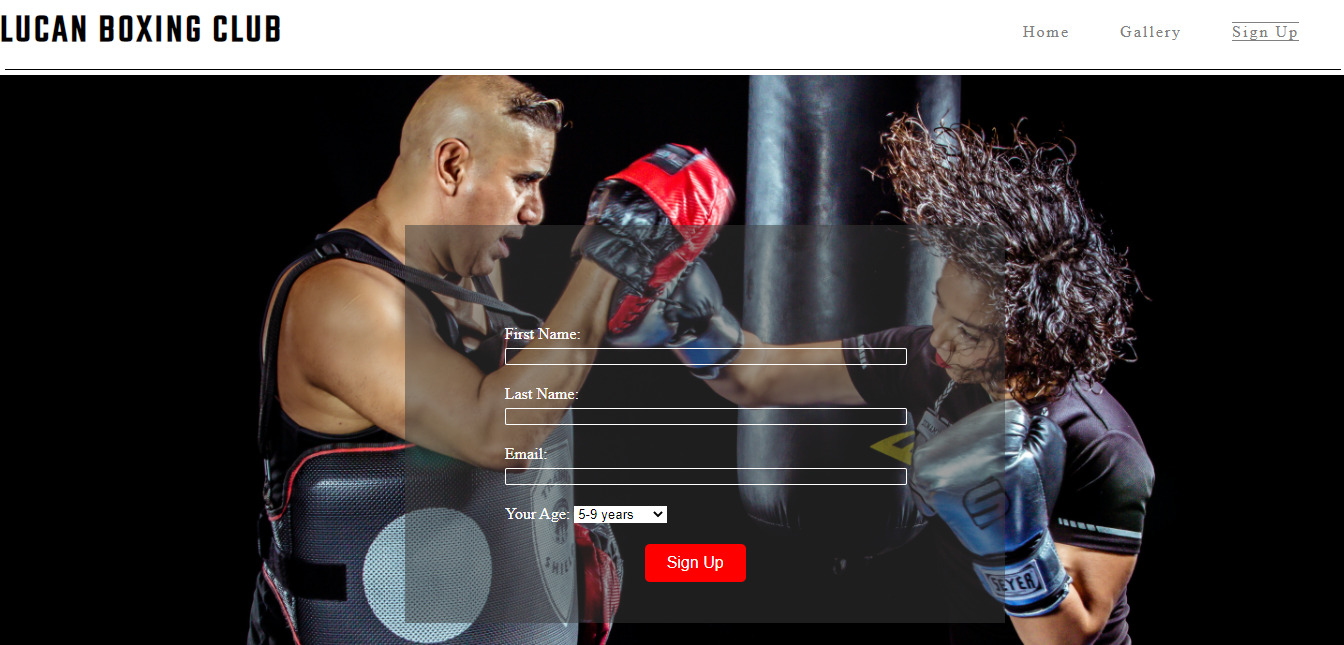 LUCAN BOXING CLUB
Home Gallery Sign Up
First Name:
Last Name:
Email:
Your Age: 5-9 years
Sign Up
SEYER